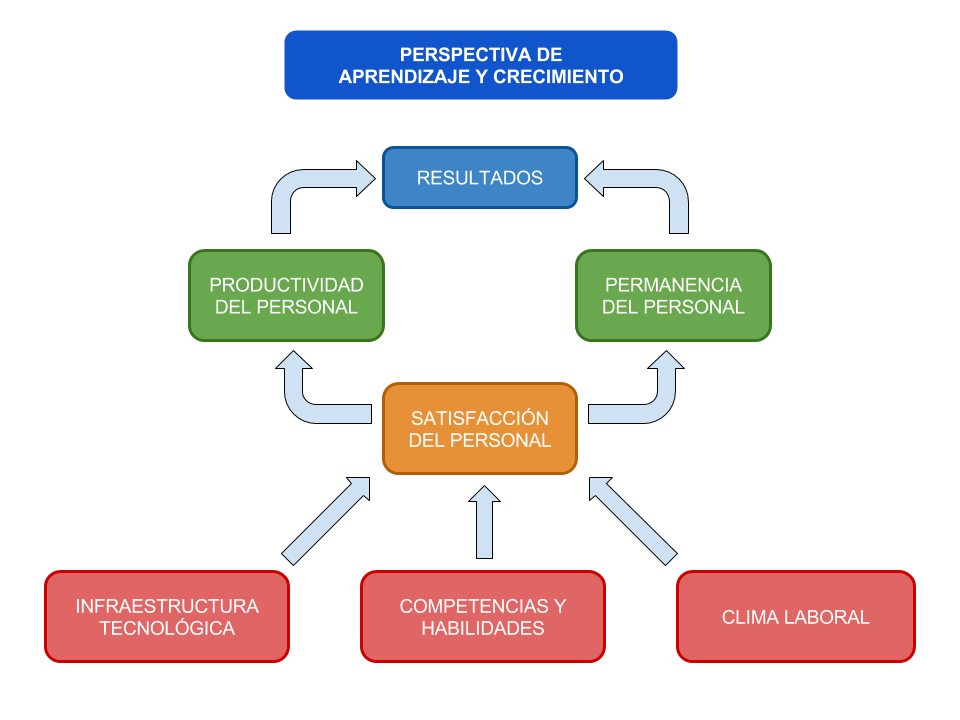 PERSPECTIVA DE
APRENDIZAJE Y CRECIMIENTO
RESULTADOS
PRODUCTIVIDAD
DEL PERSONAL
PERMANENCIA
DEL PERSONAL
SATISFACCIÓN
DEL PERSONAL
INFRAESTRUCTURA
TECNOLÓGICA
COMPETENCIAS Y
HABILIDADES
CLIMA LABORAL